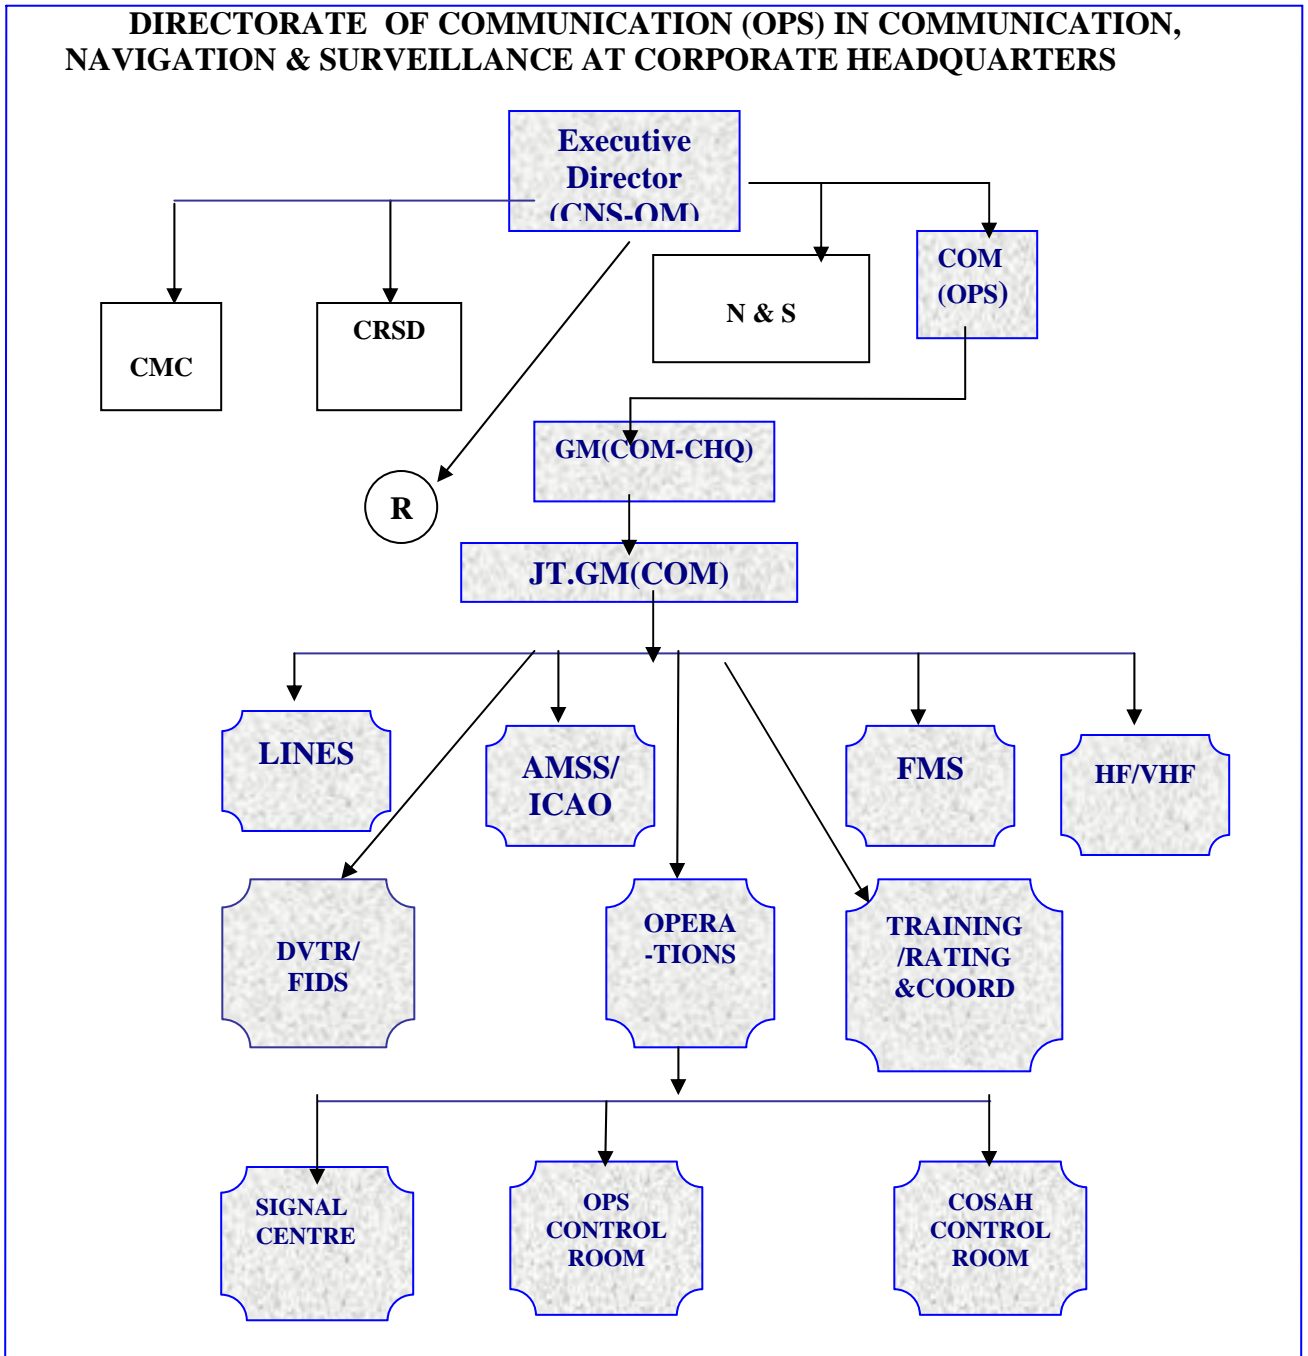 DIRECTORATE OF COMMUNICATION (OPS) IN COMMUNICATION,
NAVIGATION & SURVEILLANCE AT CORPORATE HEADQUARTERS
Executive
Director
(CNS-OM)
COM
(OPS)
N & S
CRSD
CMC
GM(COM-CHQ)
R
JT.GM(COM)
LINES
AMSS/
ICAO
FMS
HF/VHF
DVTR/
FIDS
OPERA
-TIONS
TRAINING
/RATING
&COORD
SIGNAL
CENTRE
OPS
CONTROL
ROOM
COSAH
CONTROL
ROOM